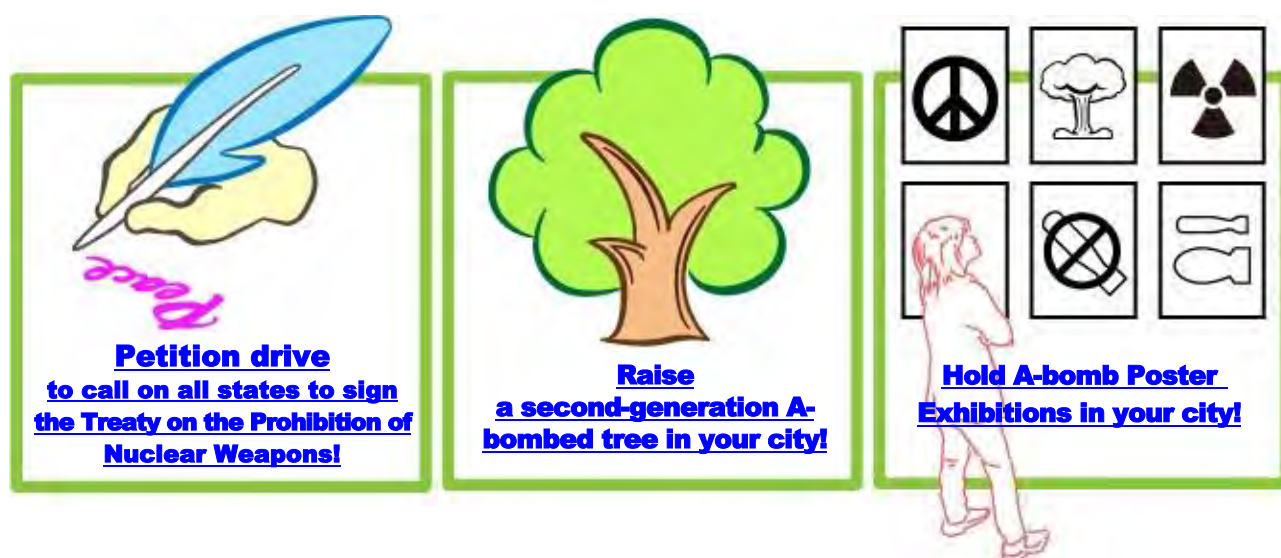 Peace
Petition drive
to call on all states to sign
the Treaty on the Prohibition of
Nuclear Weapons!
Raise
a second-generation A-
bombed tree in your city!
Hold A-bomb Poster
Exhibitions in your city!